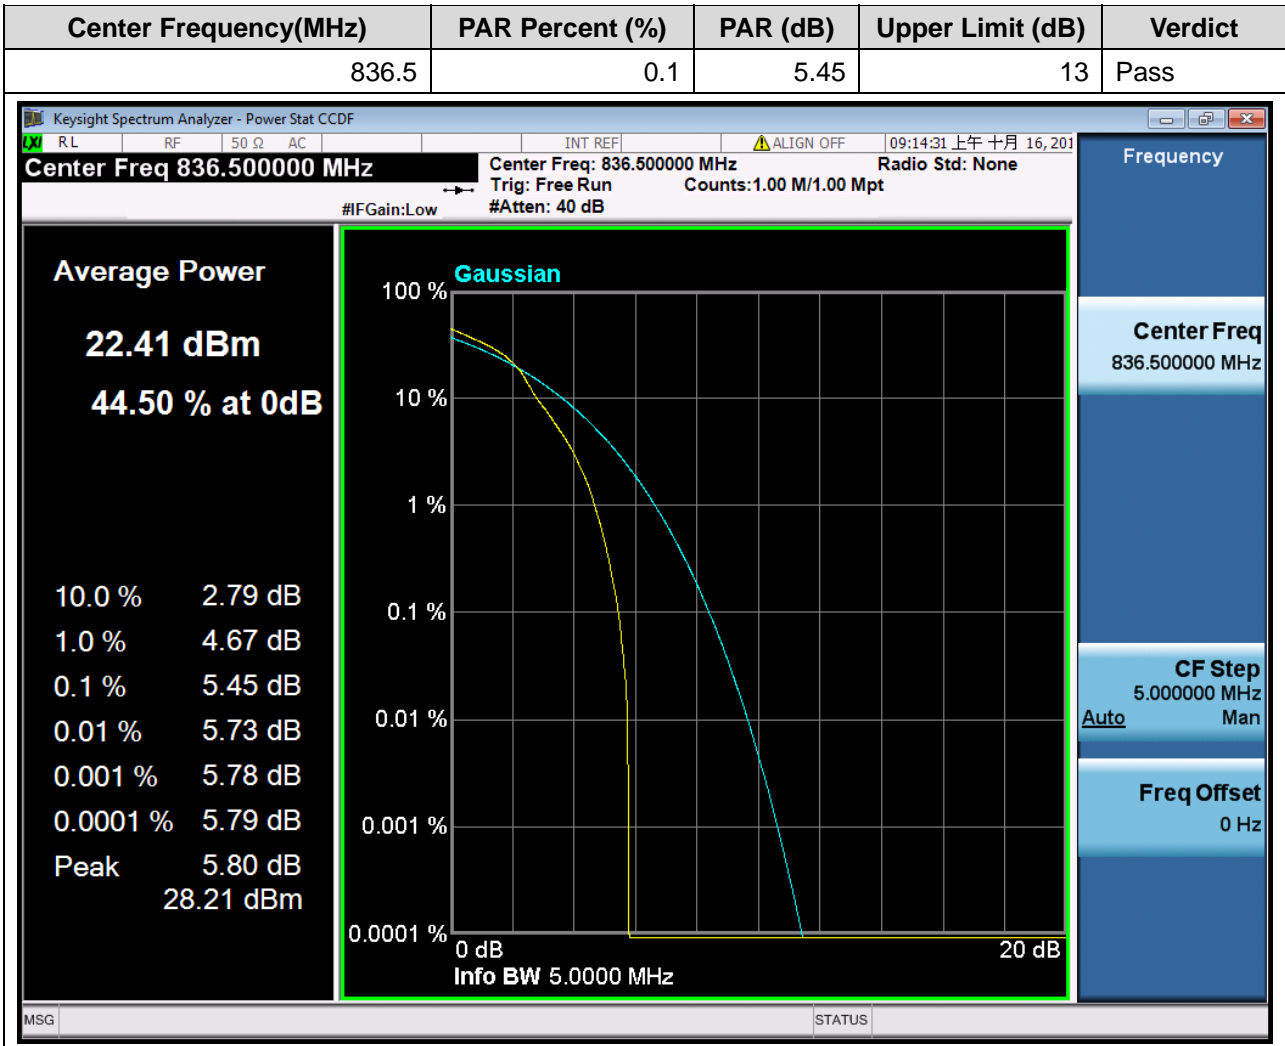 Center Frequency(MHz) PAR Percent (%) PAR (dB) Upper Limit (dB) Verdict
836.5 0.1 5.45 13 Pass
Keysight Spectrum Analyzer - Power Stat CCDF
LXI RL RF 50 Ω AC INT REF ALIGN OFF 09:14:31 上午 十月 16, 201
Center Freq 836.500000 MHz
Center Freq: 836.500000 MHz Radio Std: None
Trig: Free Run Counts:1.00 M/1.00 Mpt
#IFGain:Low #Atten: 40 dB
Average Power
22.41 dBm
44.50 % at 0dB
10.0 % 2.79 dB
1.0 % 4.67 dB
0.1 % 5.45 dB
0.01 % 5.73 dB
0.001 % 5.78 dB
0.0001 % 5.79 dB
Peak 5.80 dB
28.21 dBm
Gaussian
100 %
10 %
1 %
0.1 %
0.01 %
0.001 %
0.0001 %
0 dB 20 dB
Info BW 5.0000 MHz
Frequency
Center Freq
836.500000 MHz
CF Step
5.000000 MHz
Auto Man
Freq Offset
0 Hz
MSG STATUS